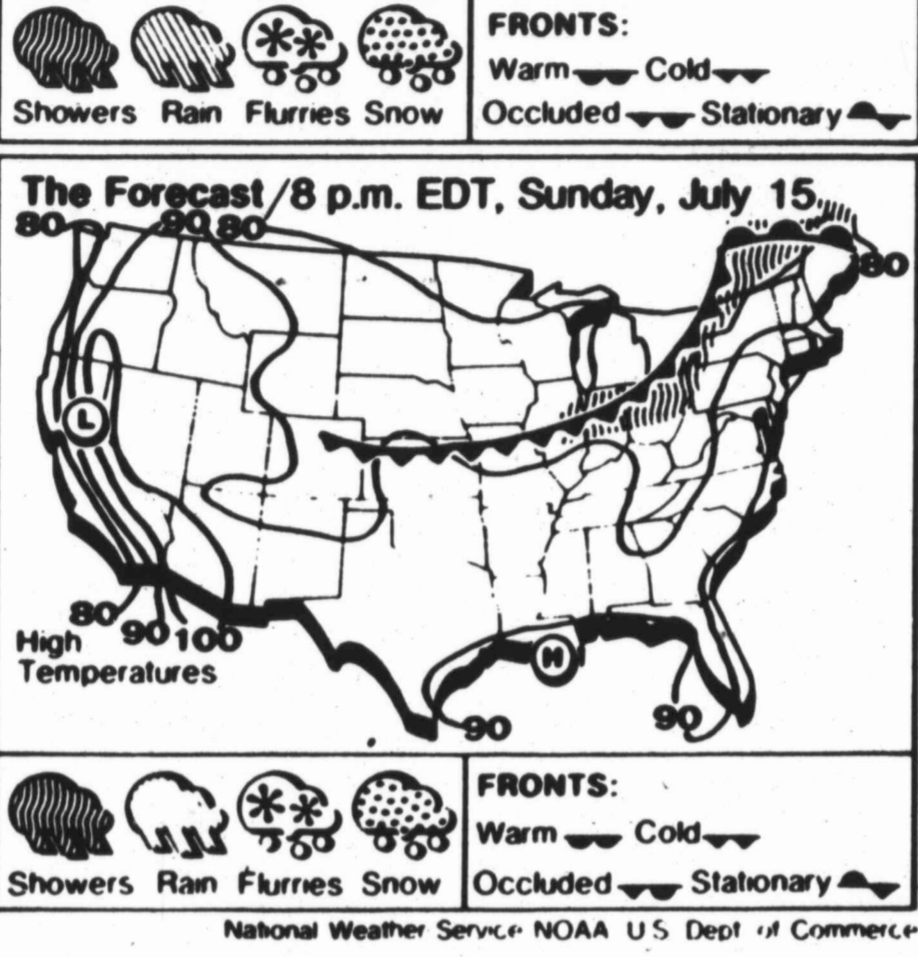 FRONTS:
Warm Cold
Showers Rain Flurries Snow
Occluded Stationary
The Forecast/8 p.m. EDT, Sunday, July 15
80 90 80
80
L
80 90 100
High
Temperatures
H
90 90
FRONTS:
Warm Cold
Showers Rain Flurries Snow
Occluded Stationary
National Weather Service NOAA U S Dept of Commerce